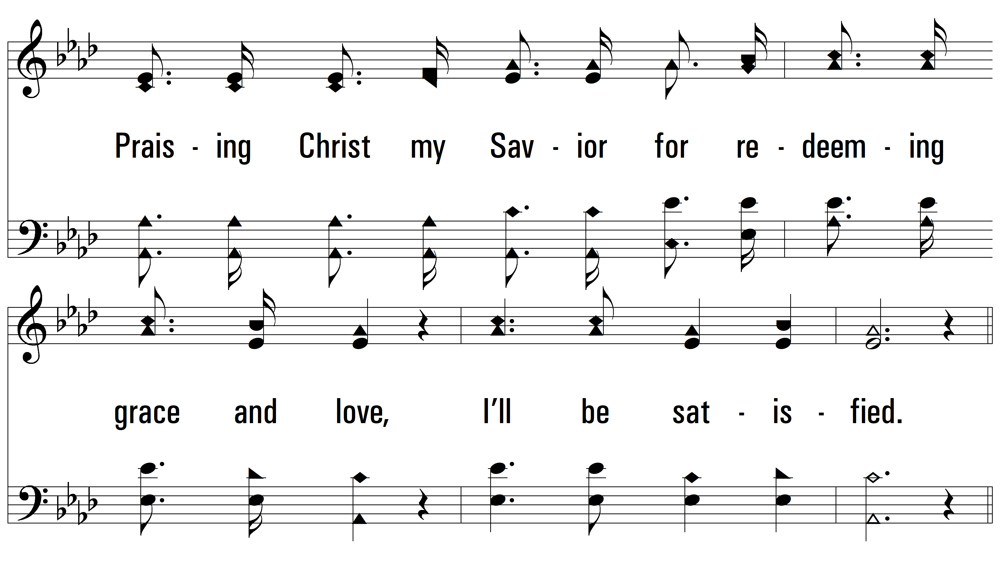 Prais - ing Christ my Sav - ior for re - deem - ing
grace and love, I'll be sat - is - fied.